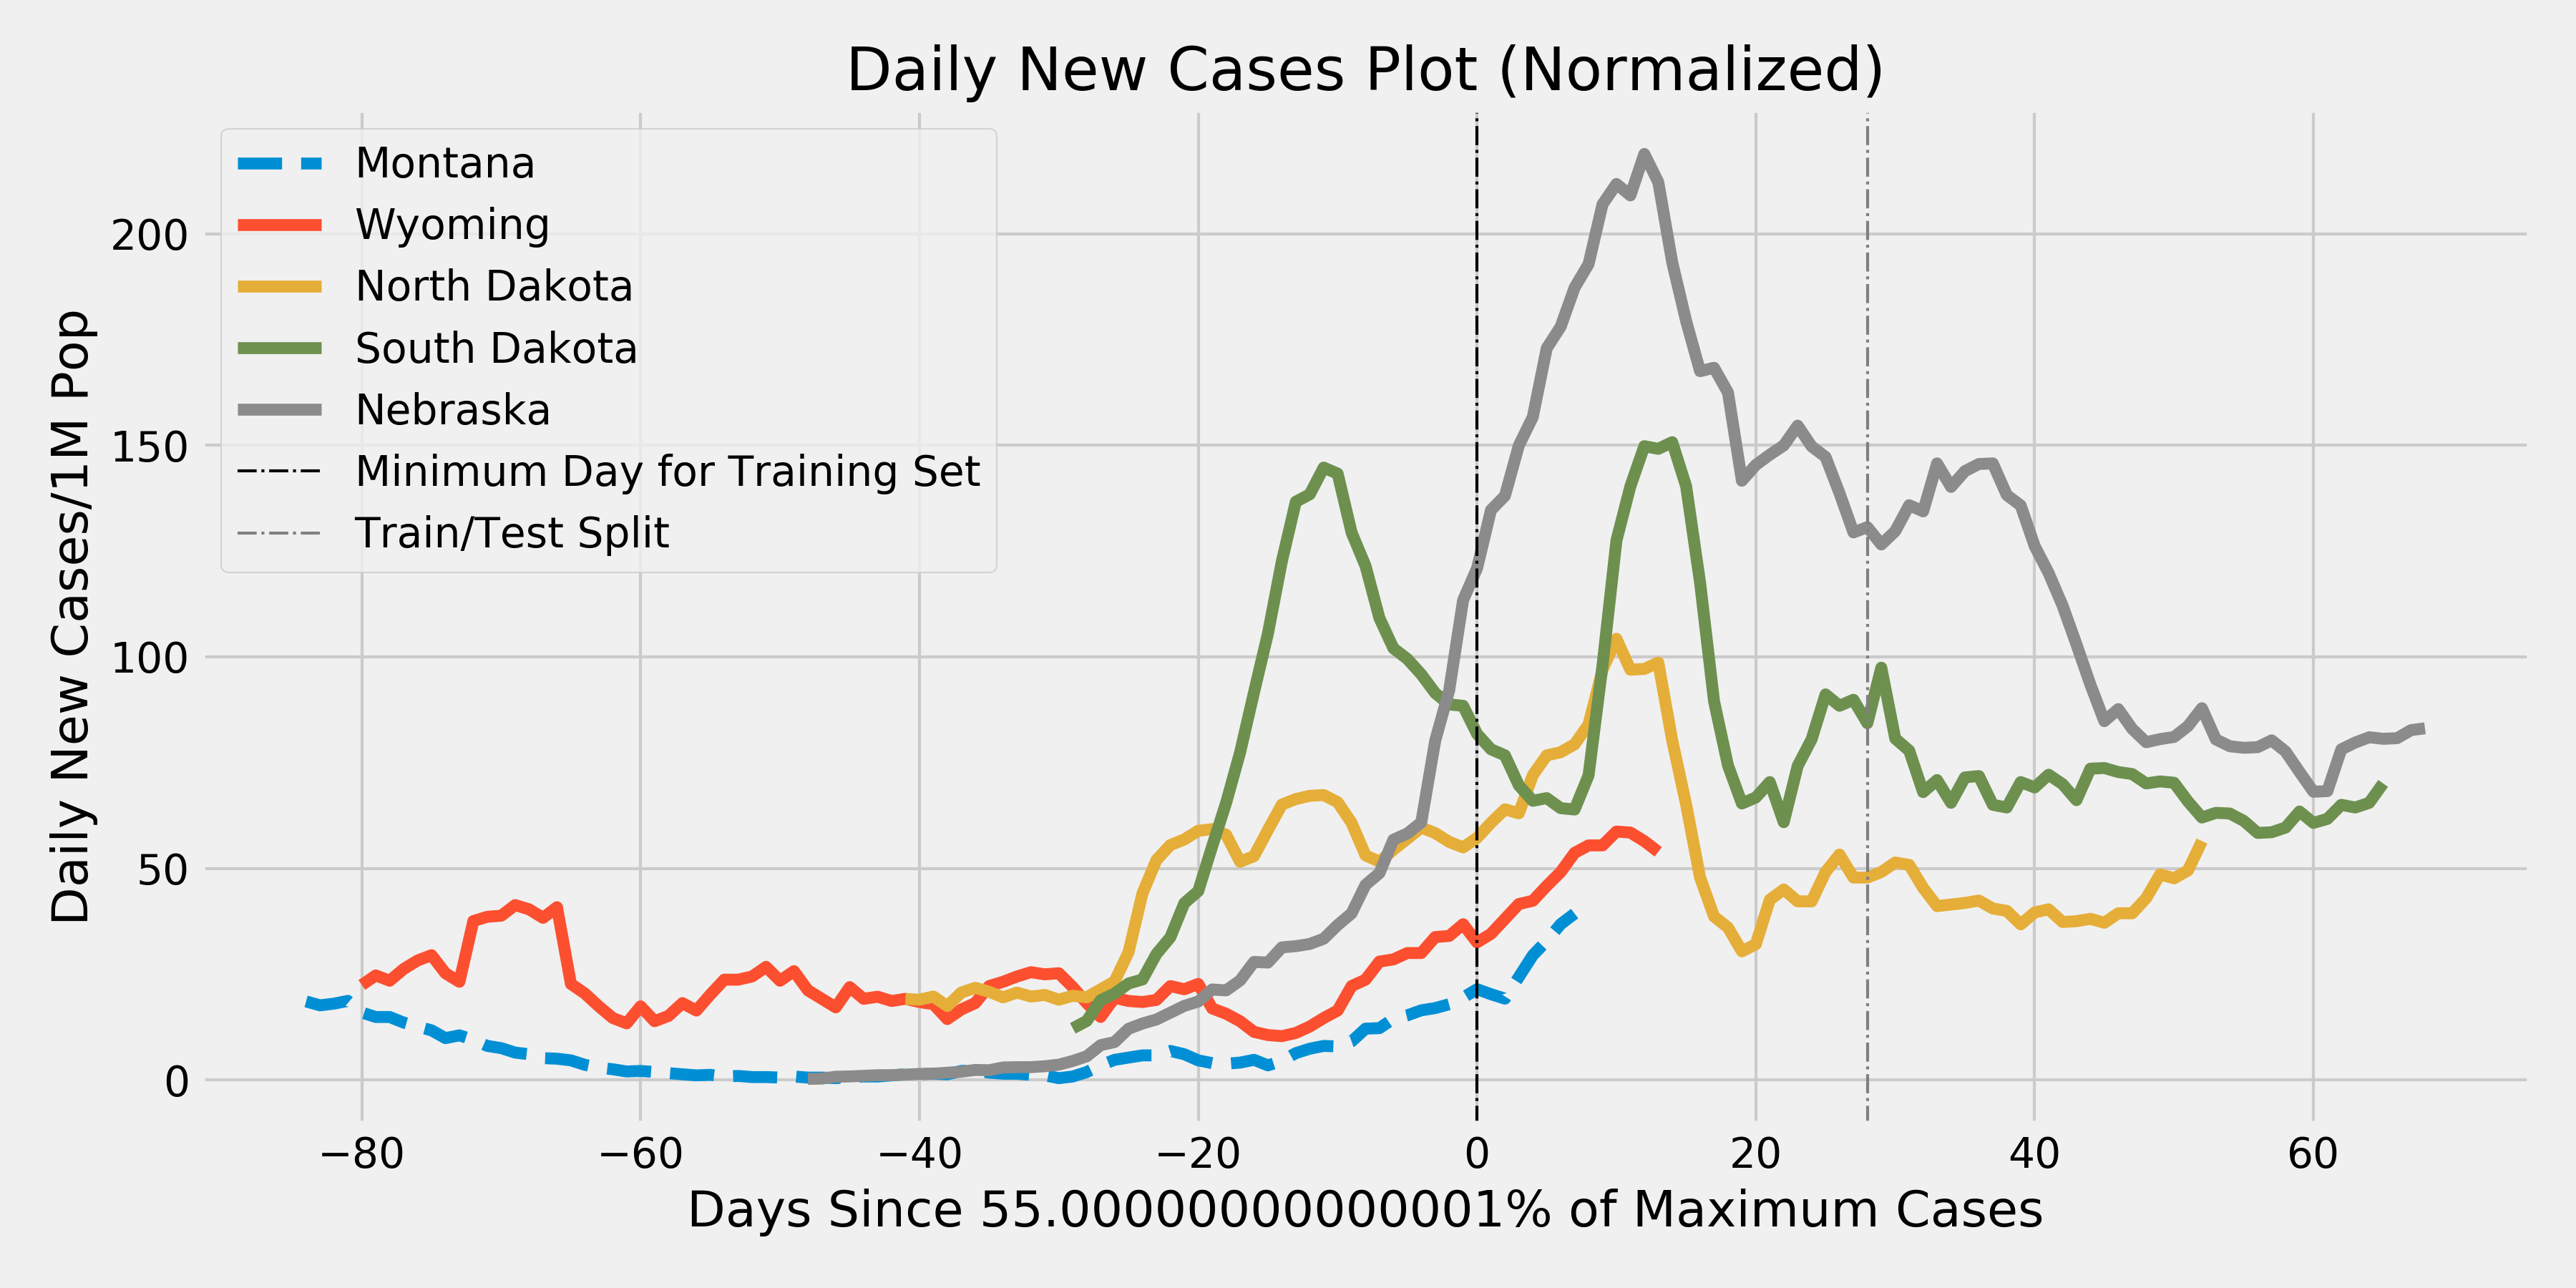 Daily New Cases Plot (Normalized)
Montana
Wyoming
North Dakota
South Dakota
Nebraska
Minimum Day for Training Set
Train/Test Split
Daily New Cases/1M Pop
200
150
100
50
0
−80 −60 −40 −20 0 20 40 60
Days Since 55.00000000000001% of Maximum Cases